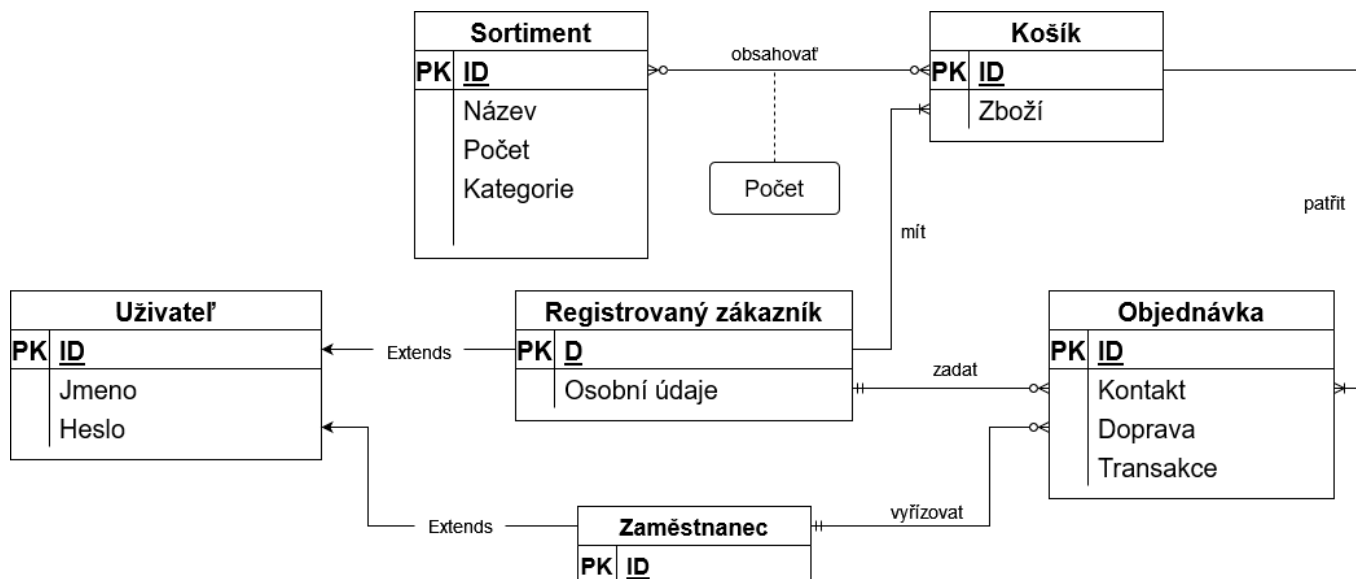 Sortiment
PK ID
Název
Počet
Kategorie
obsahovať
Počet
Košík
PK ID
Zboží
mít
patřit
Uživateľ
PK ID
Jmeno
Heslo
Extends
Registrovaný zákazník
PK D
Osobní údaje
zadat
Objednávka
PK ID
Kontakt
Doprava
Transakce
Extends
Zaměstnanec
PK ID
vyřízovat